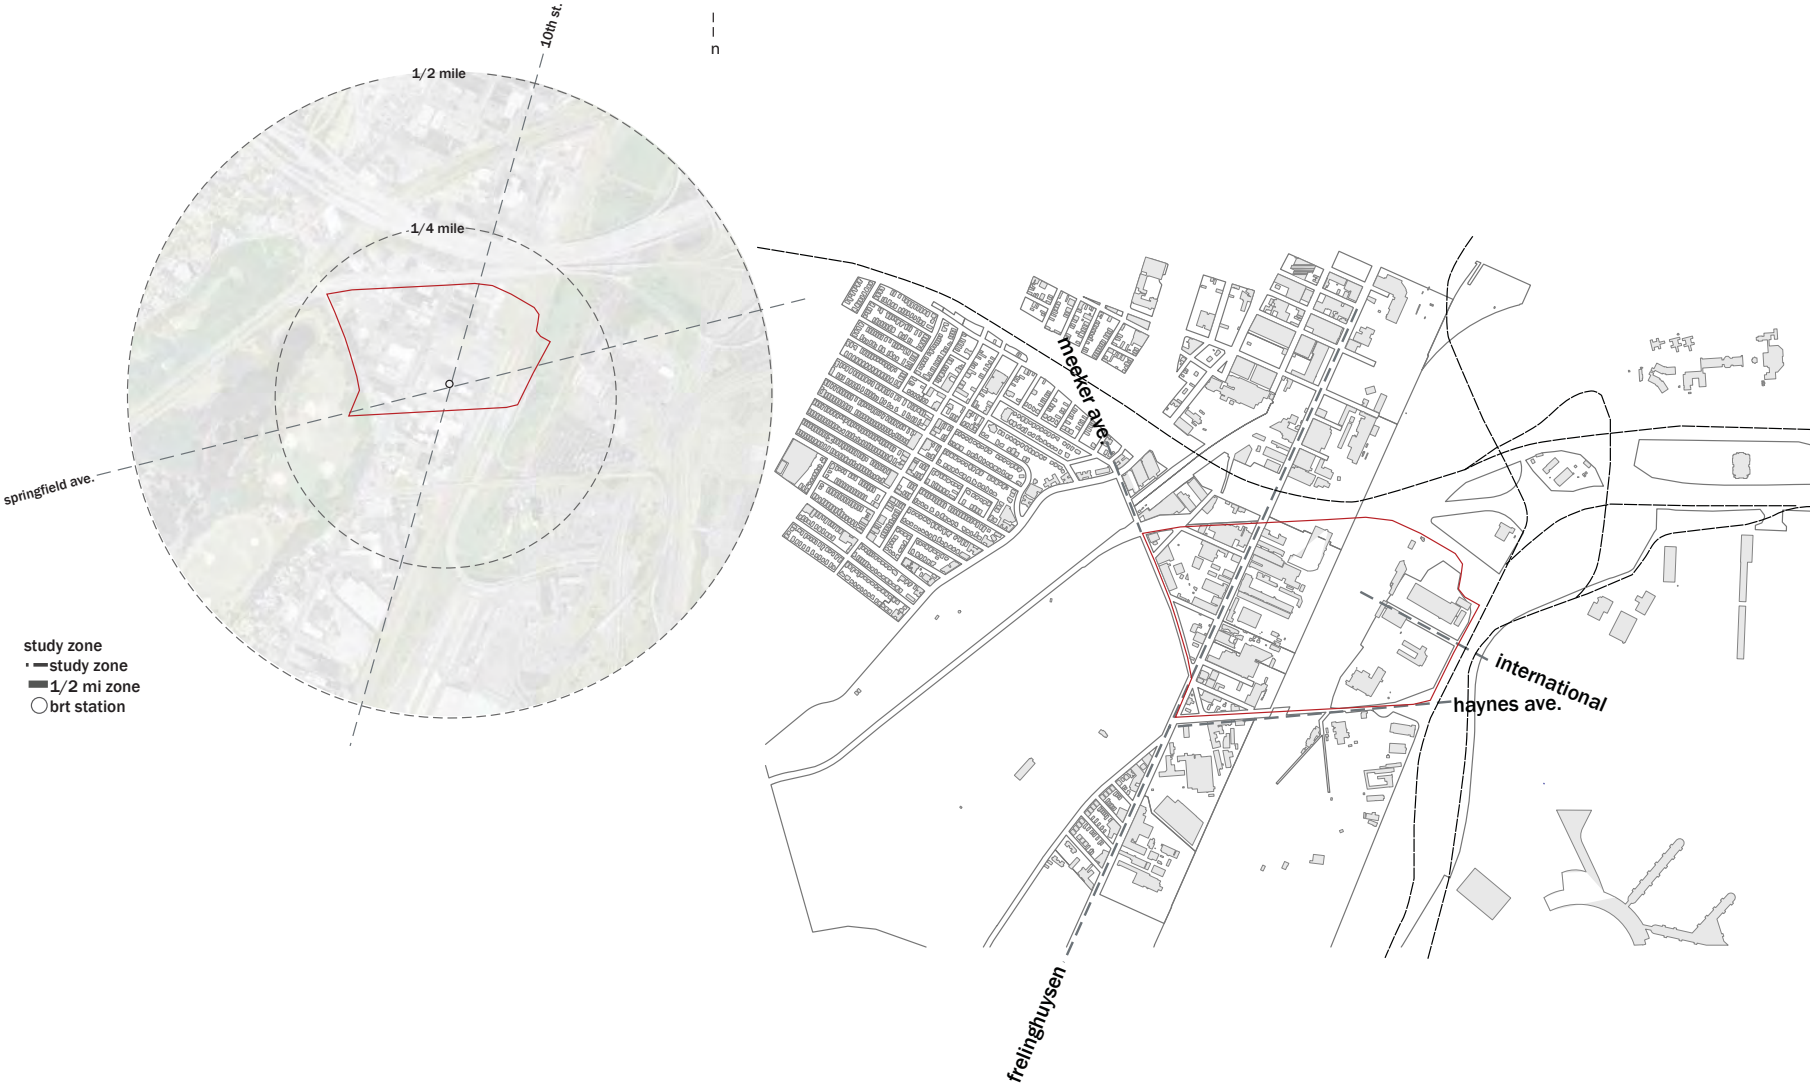 10th st.
n
1/2 mile
1/4 mile
springfield ave.
study zone
study zone
1/2 mi zone
brt station
meeker ave.
international
haynes ave.
frelinghuysen